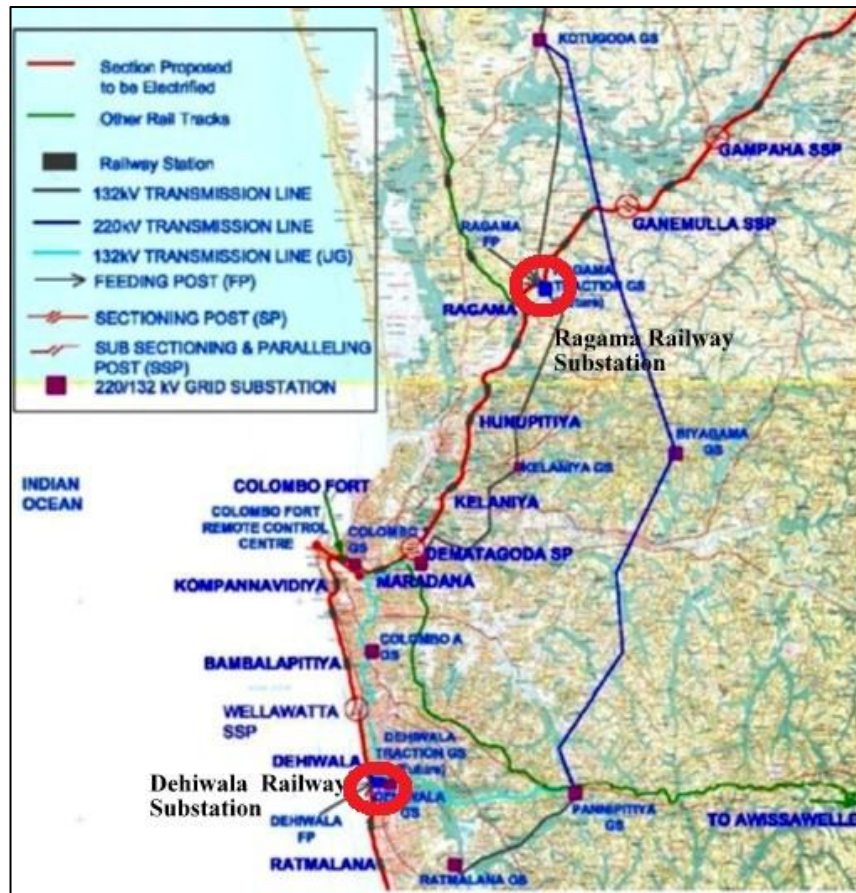 Section Proposed
to be Electrified
Other Rail Tracks
Railway Station
132kV TRANSMISSION LINE
220kV TRANSMISSION LINE
132kV TRANSMISSION LINE (UG)
FEEDING POST (FP)
SECTIONING POST (SP)
SUB SECTIONING & PARALLELING
POST (SSP)
220/132 kV GRID SUBSTATION
KOTUGODA GS
GAMPAHA SSP
GANEMULLA SSP
RAGAMA
FP
TRACTION GS
RAGAMA
Ragama Railway
Substation
HUNUPITIYA
BIYAGAMA
GS
KELANIYA GS
INDIAN
OCEAN
KELANIYA
COLOMBO FORT
COLOMBO FORT
REMOTE CONTROL
CENTRE
COLOMBO
GS
DEMATAGODA SP
MARADANA
KOMPANNAVIDIYA
COLOMBO A
GS
BAMBALAPITIYA
WELLAWATTA
SSP
DEHIWALA
TRACTION GS
DEHIWALA
Dehiwala Railway
Substation
GS
DEHIWALA
FP
PANNIPITIYA
GS
TO AWISSAWELLE
RATMALANA
RATMALANA GS